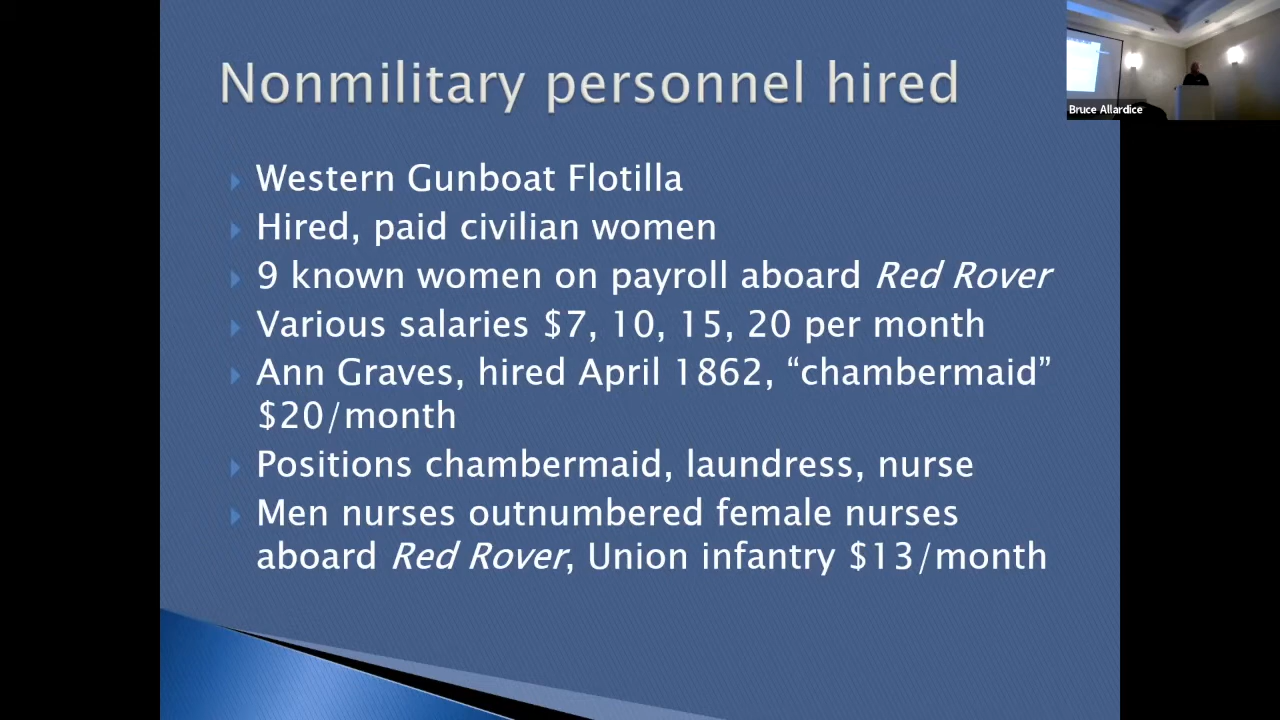 Nonmilitary personnel hired
Bruce Allardice
Western Gunboat Flotilla
Hired, paid civilian women
9 known women on payroll aboard Red Rover
Various salaries $7, 10, 15, 20 per month
Ann Graves, hired April 1862, “chambermaid”
$20/month
Positions chambermaid, laundress, nurse
Men nurses outnumbered female nurses
aboard Red Rover, Union infantry $13/month